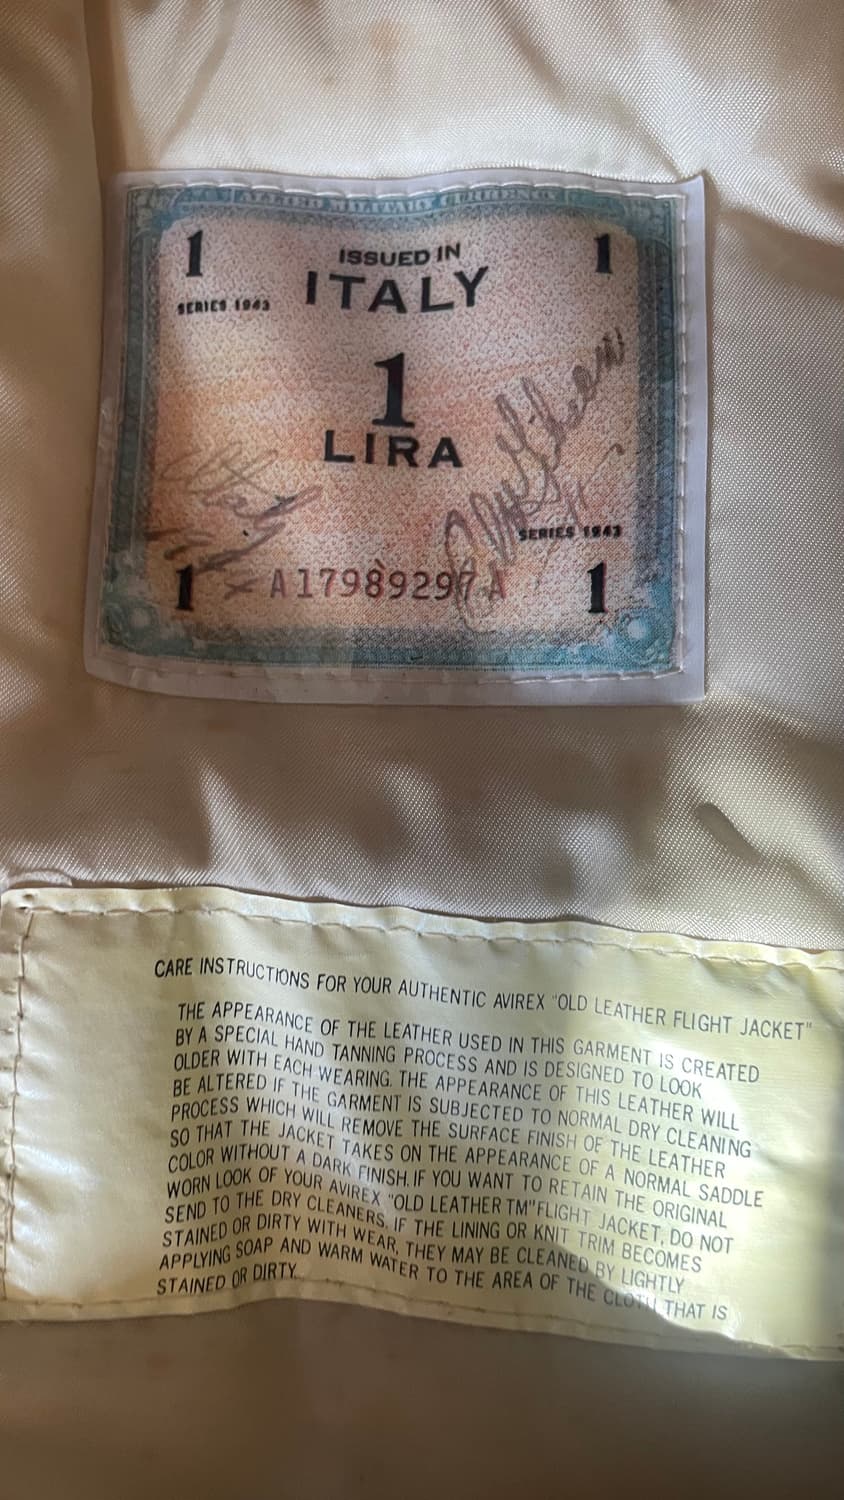 ALLIED MILITARY CURRENCY
1 ISSUED IN 1
SERIES 1943 ITALY
1
LIRA
SERIES 1943
1 A17989297A 1
CARE INSTRUCTIONS FOR YOUR AUTHENTIC AVIREX "OLD LEATHER FLIGHT JACKET"
THE APPEARANCE OF THE LEATHER USED IN THIS GARMENT IS CREATED
BY A SPECIAL HAND TANNING PROCESS AND IS DESIGNED TO LOOK
OLDER WITH EACH WEARING. THE APPEARANCE OF THIS LEATHER WILL
BE ALTERED IF THE GARMENT IS SUBJECTED TO NORMAL DRY CLEANING
PROCESS WHICH WILL REMOVE THE SURFACE FINISH OF THE LEATHER
SO THAT THE JACKET TAKES ON THE APPEARANCE OF A NORMAL SADDLE
COLOR WITHOUT A DARK FINISH. IF YOU WANT TO RETAIN THE ORIGINAL
WORN LOOK OF YOUR AVIREX "OLD LEATHER TM" FLIGHT JACKET, DO NOT
SEND TO THE DRY CLEANERS. IF THE LINING OR KNIT TRIM BECOMES
STAINED OR DIRTY WITH WEAR, THEY MAY BE CLEANED BY LIGHTLY
APPLYING SOAP AND WARM WATER TO THE AREA OF THE CLOTH THAT IS
STAINED OR DIRTY.